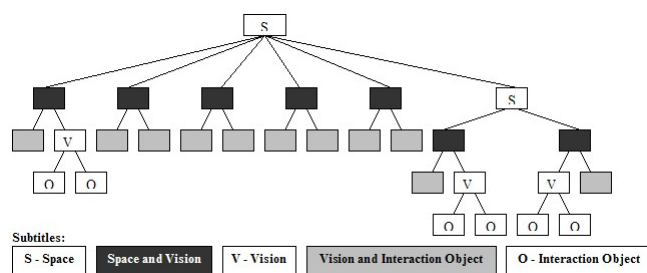 S
S
V
O O
V V
O O O O
Subtitles:
S - Space Space and Vision V - Vision Vision and Interaction Object O - Interaction Object